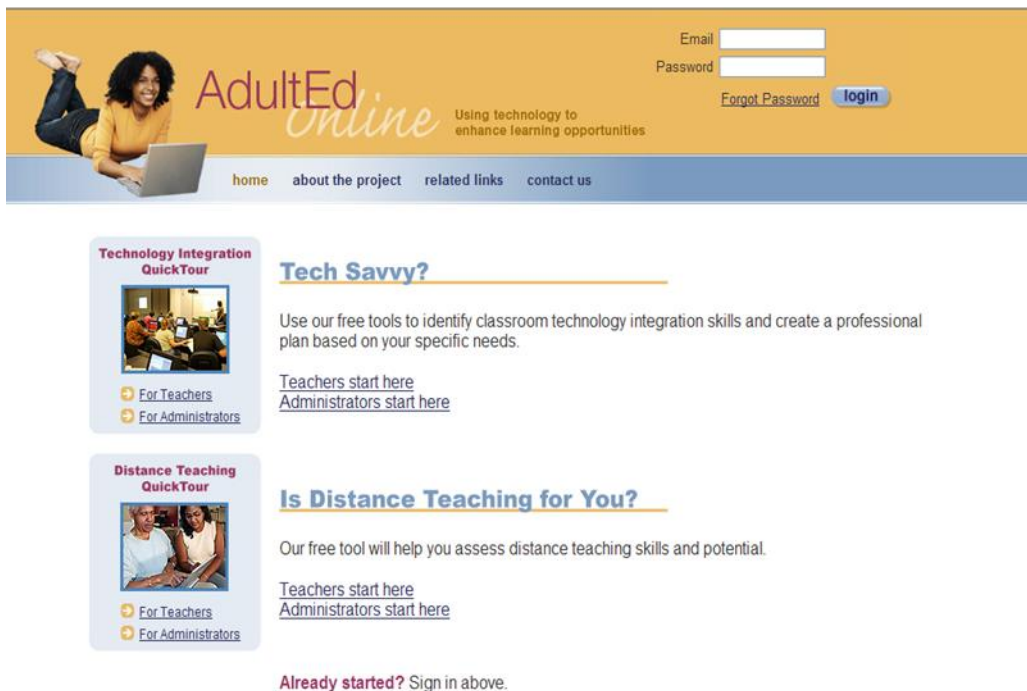 Email
Password
Forgot Password login
AdultEd
Online
Using technology to
enhance learning opportunities
home about the project related links contact us
Technology Integration
QuickTour
For Teachers
For Administrators
Tech Savvy?
Use our free tools to identify classroom technology integration skills and create a professional
plan based on your specific needs.
Teachers start here
Administrators start here
Distance Teaching
QuickTour
For Teachers
For Administrators
Is Distance Teaching for You?
Our free tool will help you assess distance teaching skills and potential.
Teachers start here
Administrators start here
Already started? Sign in above.